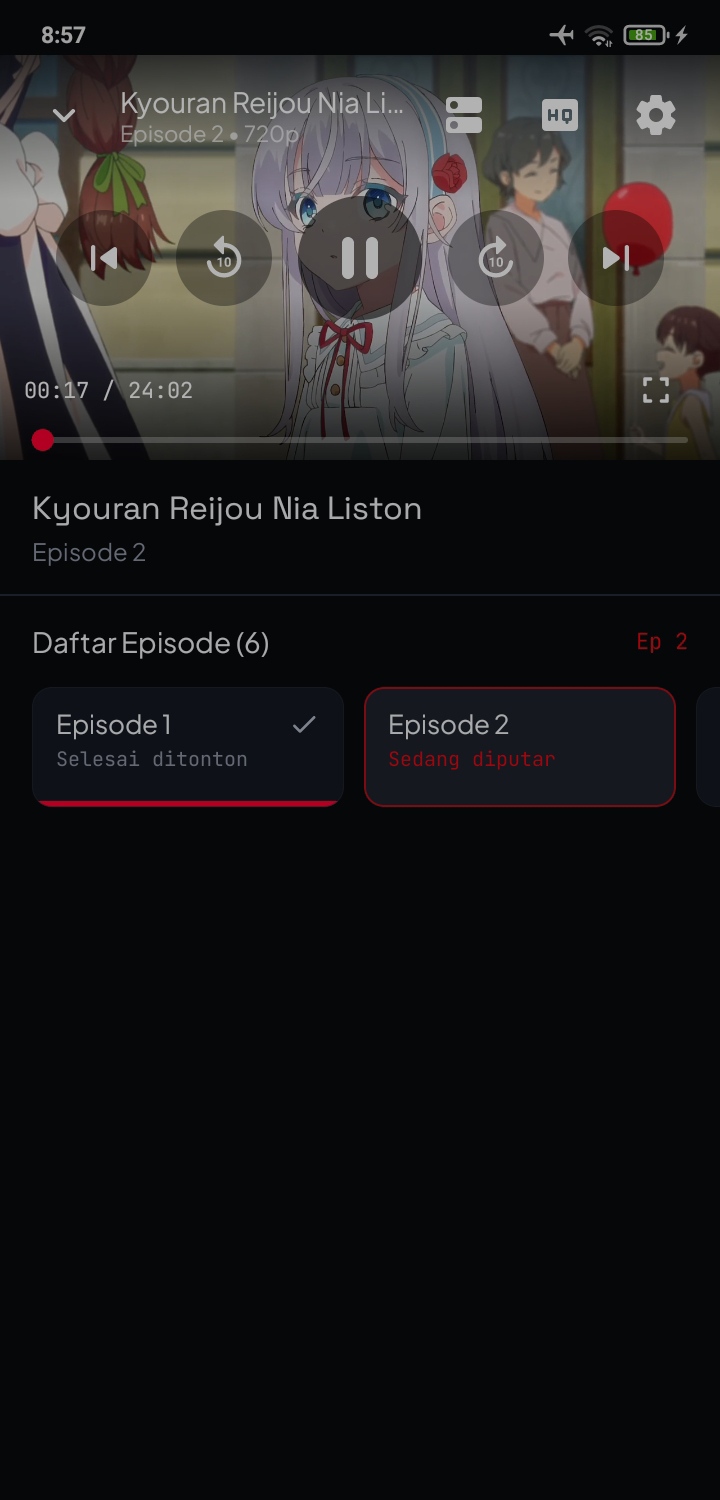 8:57
85
Kyouran Reijou Nia Li...
Episode 2 • 720p
HQ
10
10
00:17 / 24:02
Kyouran Reijou Nia Liston
Episode 2
Daftar Episode (6)
Ep 2
Episode 1
Selesai ditonton
Episode 2
Sedang diputar